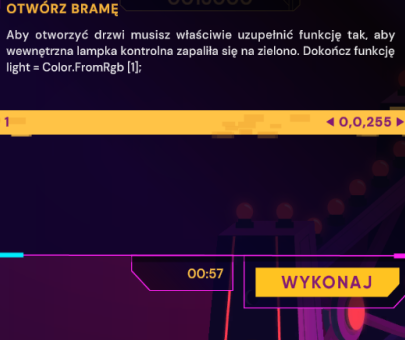 OTWÓRZ BRAMĘ
Aby otworzyć drzwi musisz właściwie uzupełnić funkcję tak, aby
wewnętrzna lampka kontrolna zapaliła się na zielono. Dokończ funkcję
light = Color.FromRgb [1];
1 ◀ 0,0,255 ▶
00:57
WYKONAJ